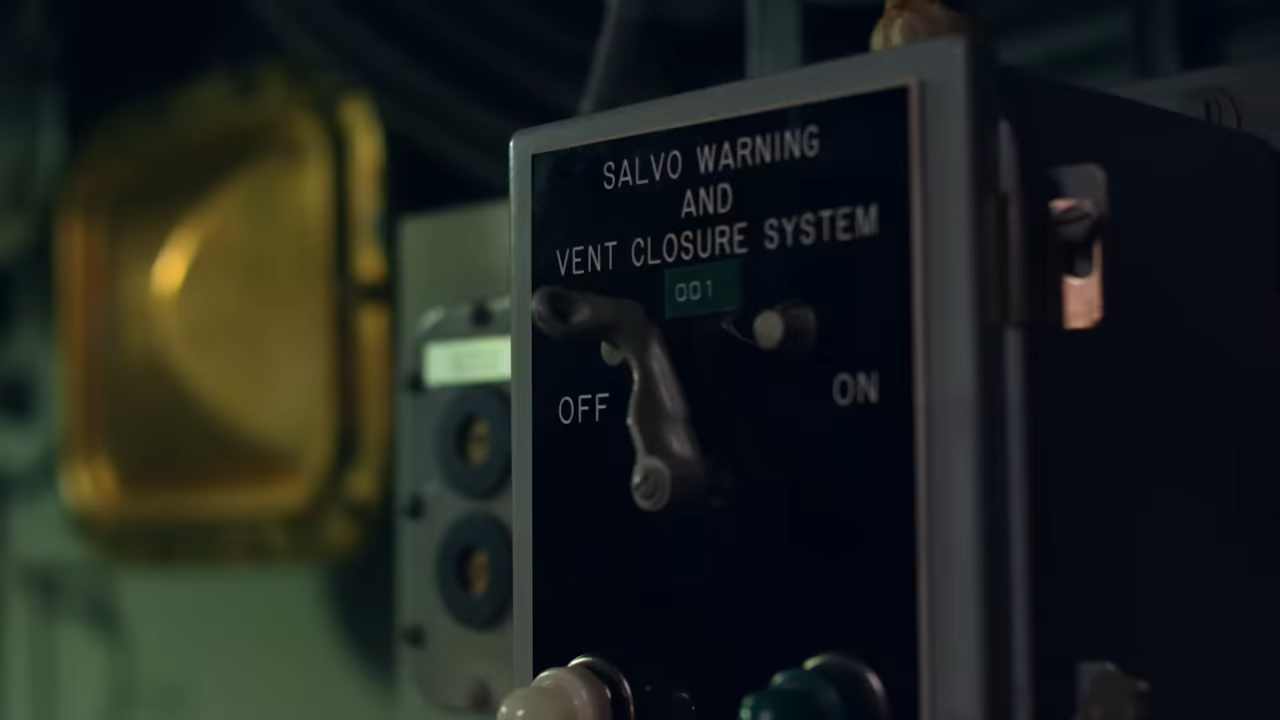 SALVO WARNING
AND
VENT CLOSURE SYSTEM
001
OFF
ON